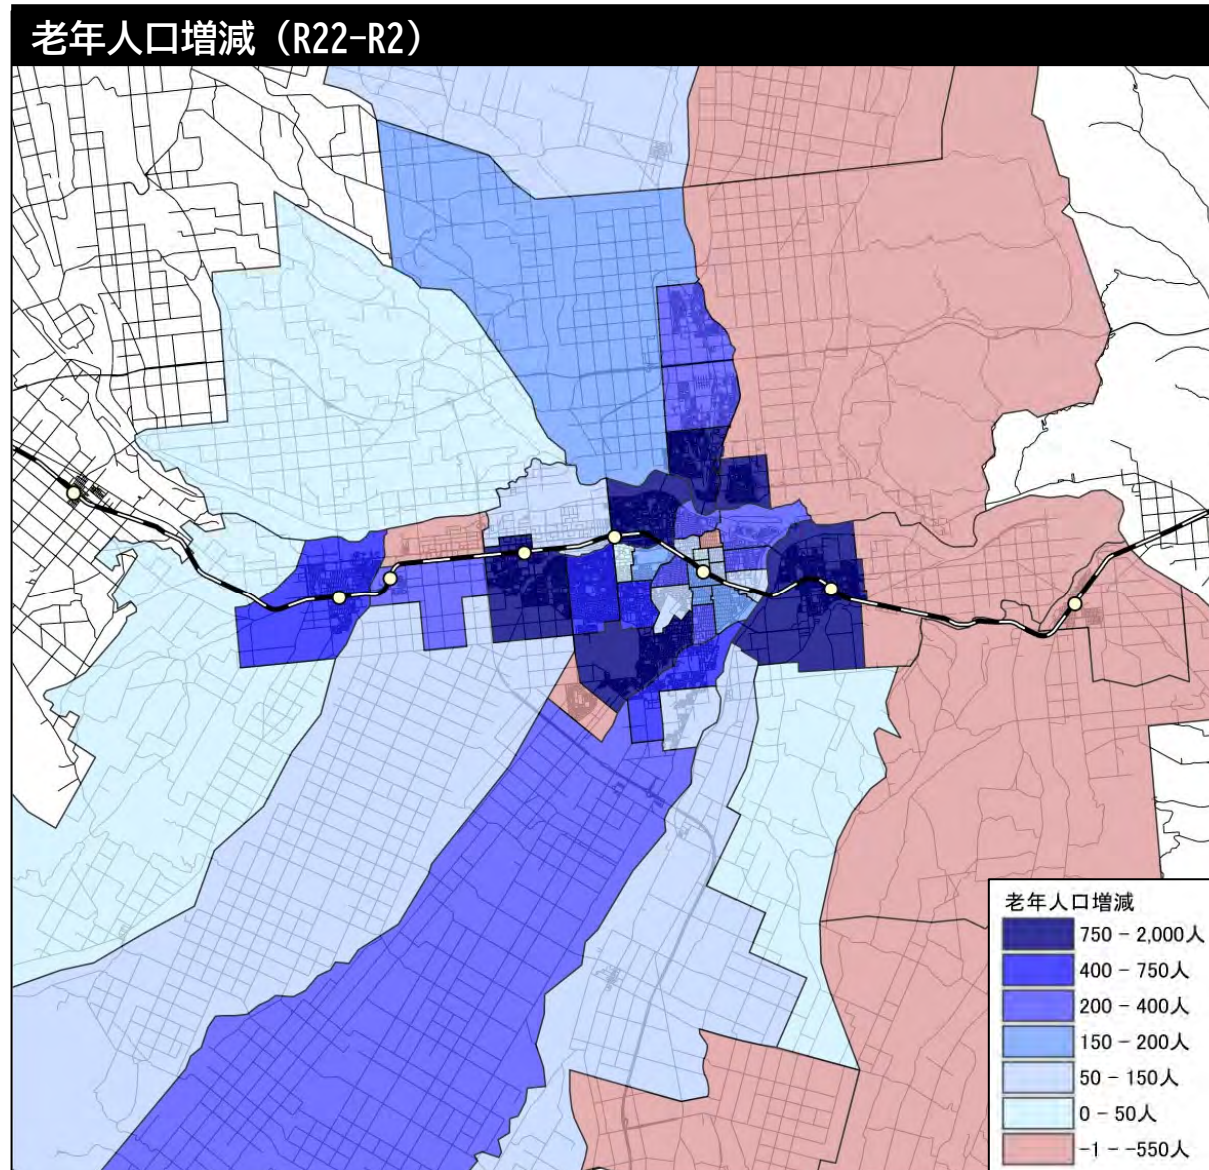 老年人口増減（R22-R2）
老年人口増減
750 - 2,000人
400 - 750人
200 - 400人
150 - 200人
50 - 150人
0 - 50人
-1 - -550人